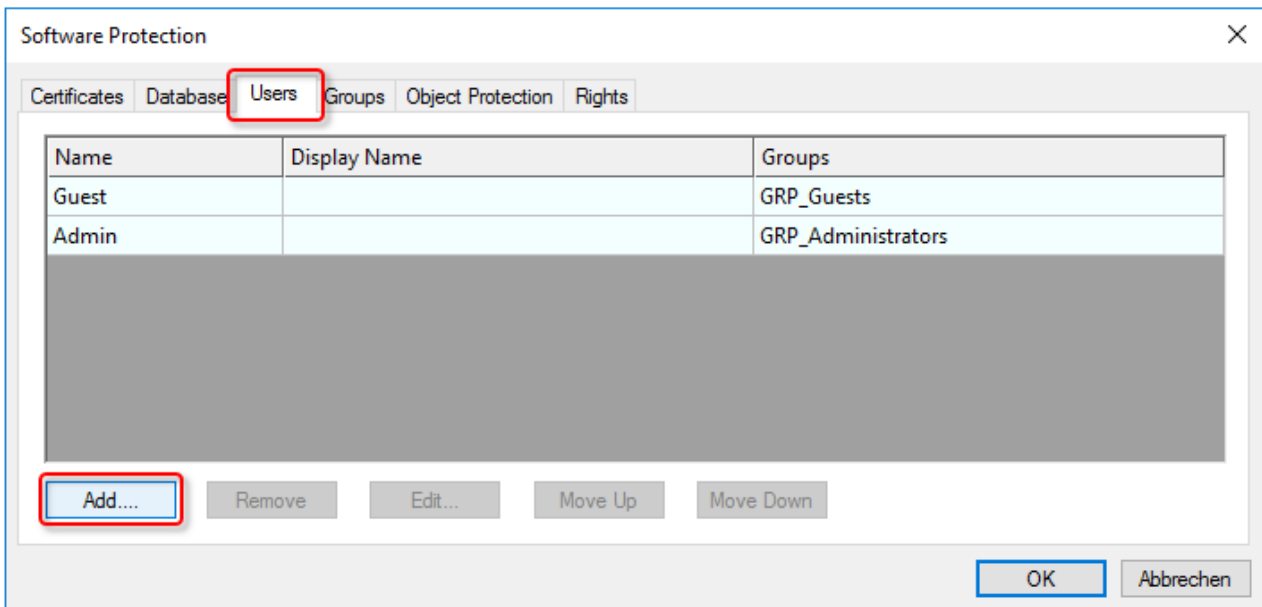 Software Protection
Certificates Database Users Groups Object Protection Rights
Name Display Name Groups
Guest GRP_Guests
Admin GRP_Administrators
Add.... Remove Edit... Move Up Move Down
OK Abbrechen